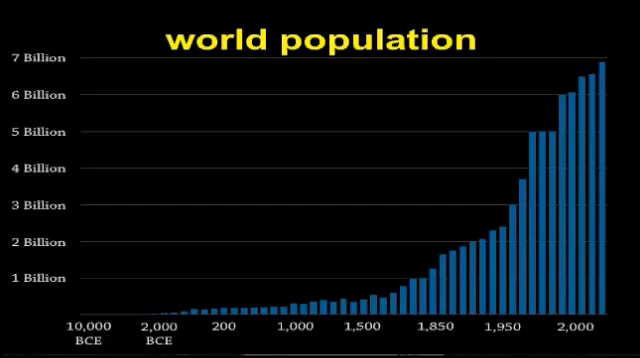 world population
7 Billion
6 Billion
5 Billion
4 Billion
3 Billion
2 Billion
1 Billion
10,000 2,000 200 1,000 1,500 1,850 1,950 2,000
BCE BCE